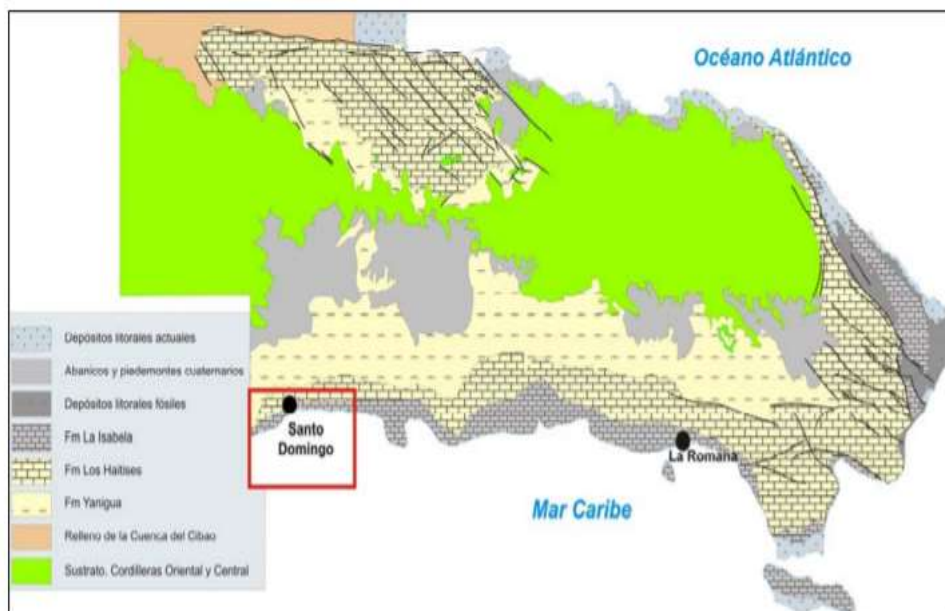 Océano Atlántico
Depósitos litorales actuales
Abanicos y piedemontes cuaternarios
Depósitos litorales fósiles
Fm La Isabela
Fm Los Haitises
Fm Yanigua
Relleno de la Cuenca del Cibao
Sustrato. Cordilleras Oriental y Central
Santo
Domingo
La Romana
Mar Caribe